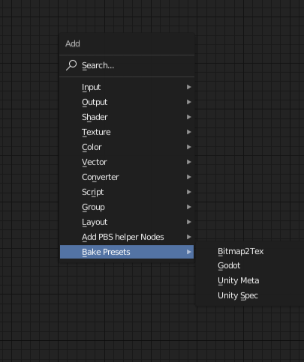 Add
Search...
Input
Output
Shader
Texture
Color
Vector
Converter
Script
Group
Layout
Add PBS helper Nodes
Bake Presets
Bitmap2Tex
Godot
Unity Meta
Unity Spec